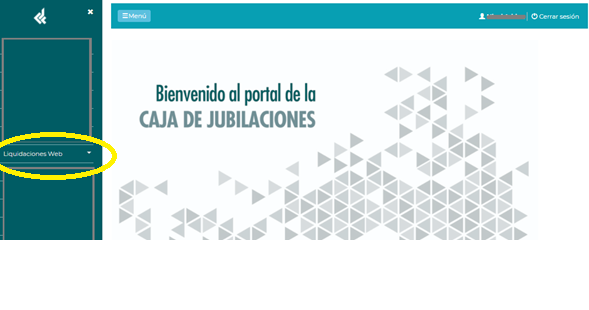 ✖
☰Menú
Cerrar sesión
Bienvenido al portal de la
CAJA DE JUBILACIONES
Liquidaciones Web